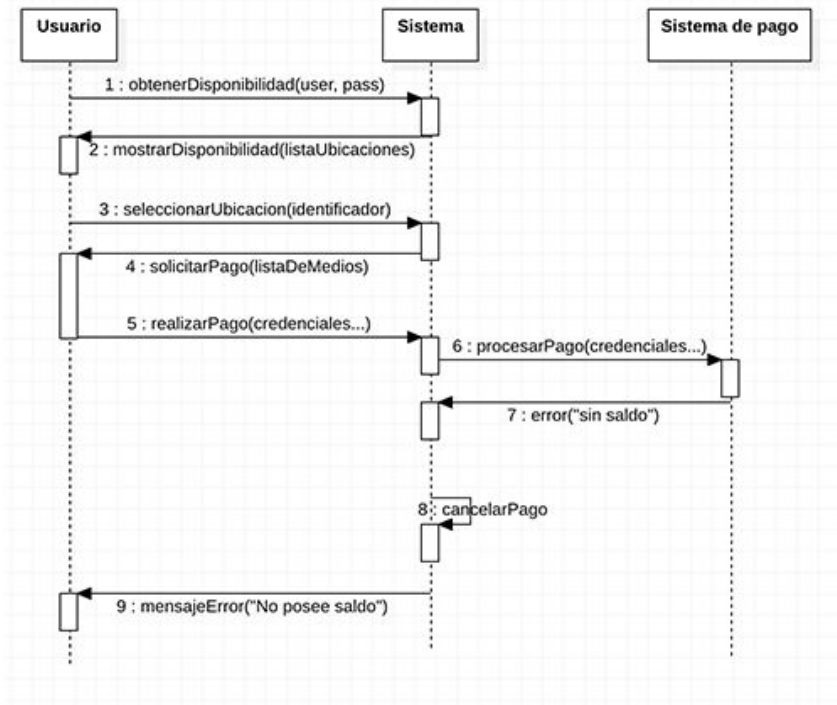 Usuario
Sistema
Sistema de pago
1 : obtenerDisponibilidad(user, pass)
2 : mostrarDisponibilidad(listaUbicaciones)
3 : seleccionarUbicacion(identificador)
4 : solicitarPago(listaDeMedios)
5 : realizarPago(credenciales...)
6 : procesarPago(credenciales...)
7 : error("sin saldo")
8 : cancelarPago
9 : mensajeError("No posee saldo")